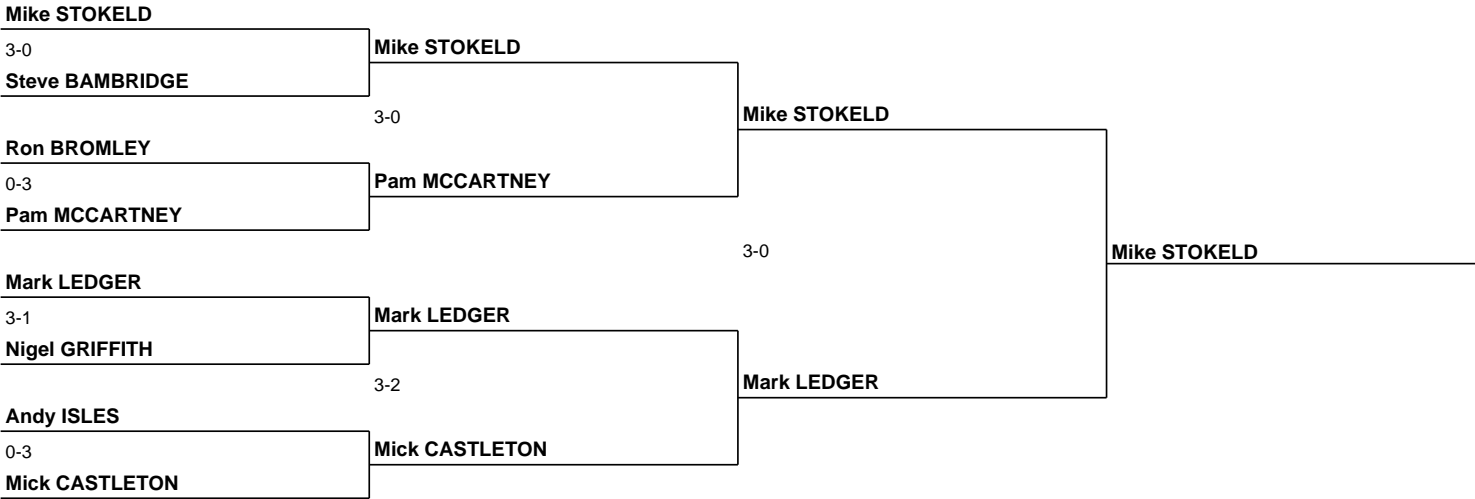 Mike STOKELD
3-0
Mike STOKELD
Steve BAMBRIDGE
3-0
Mike STOKELD
Ron BROMLEY
0-3
Pam MCCARTNEY
Pam MCCARTNEY
3-0
Mike STOKELD
Mark LEDGER
3-1
Mark LEDGER
Nigel GRIFFITH
3-2
Mark LEDGER
Andy ISLES
0-3
Mick CASTLETON
Mick CASTLETON